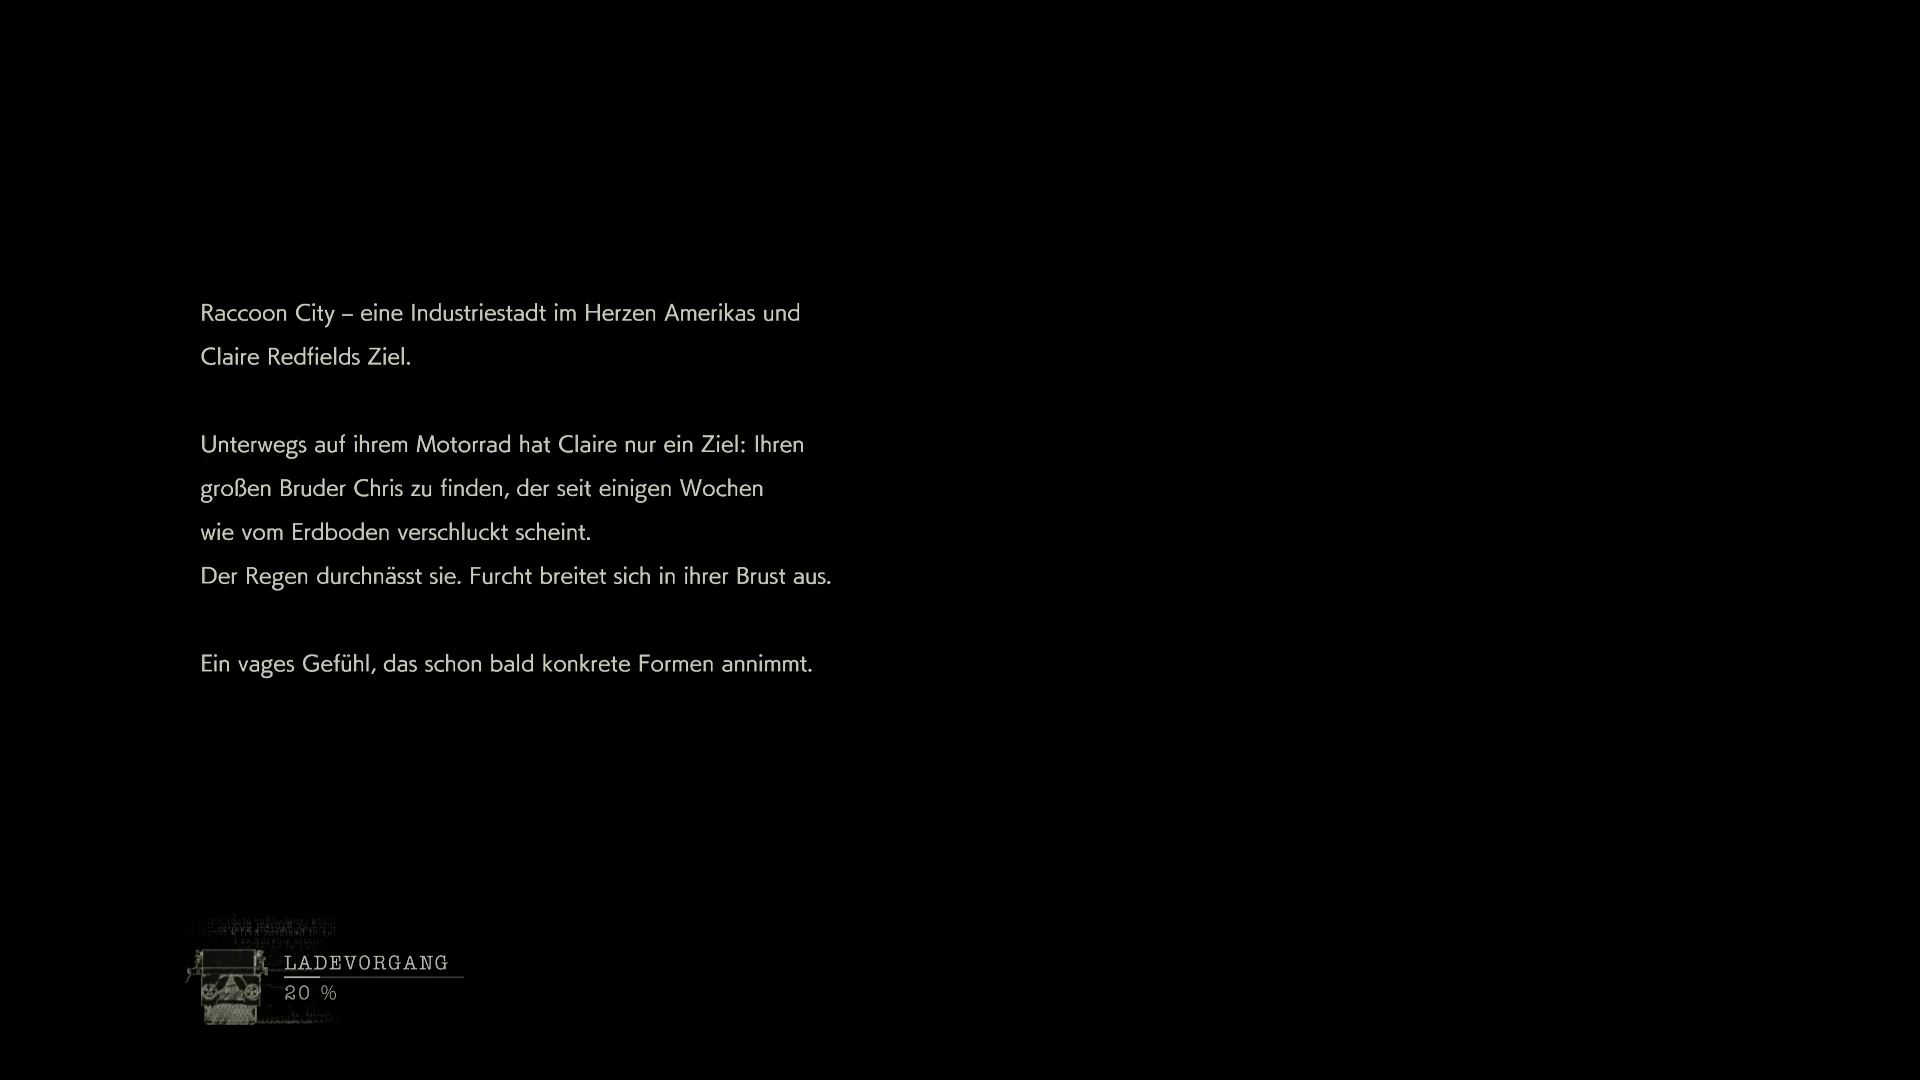 Raccoon City – eine Industriestadt im Herzen Amerikas und
Claire Redfields Ziel.
Unterwegs auf ihrem Motorrad hat Claire nur ein Ziel: Ihren
großen Bruder Chris zu finden, der seit einigen Wochen
wie vom Erdboden verschluckt scheint.
Der Regen durchnässt sie. Furcht breitet sich in ihrer Brust aus.
Ein vages Gefühl, das schon bald konkrete Formen annimmt.
LADEVORGANG
20 %